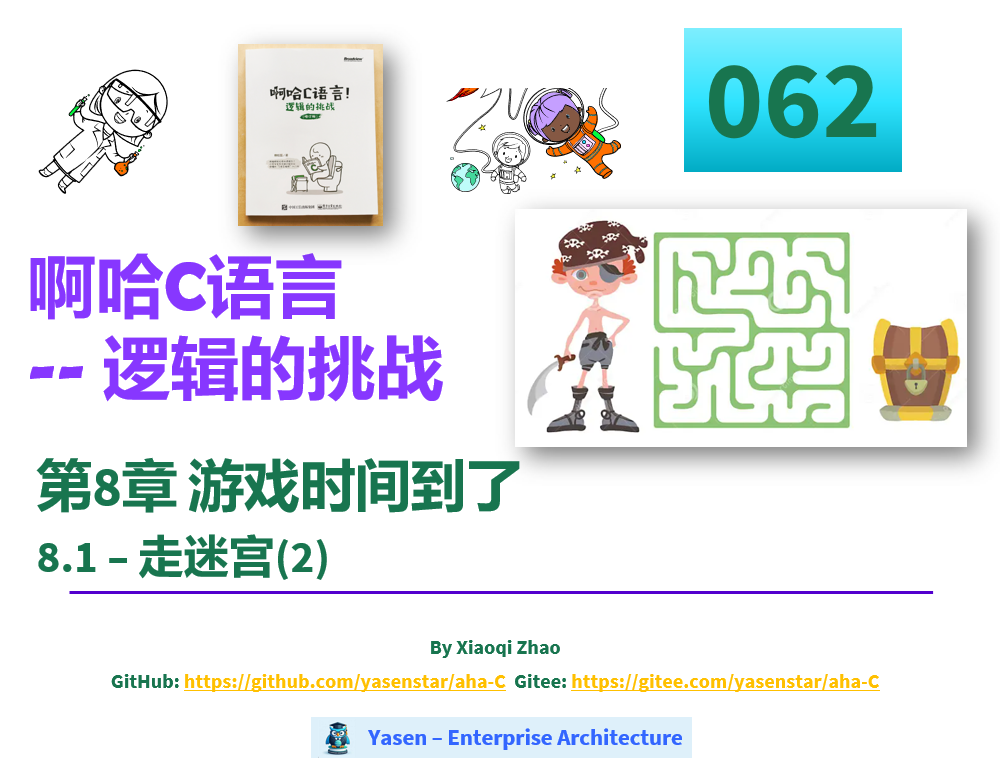 啊哈C语言!
逻辑的挑战
062
啊哈C语言
-- 逻辑的挑战
第8章 游戏时间到了
8.1 – 走迷宫(2)
By Xiaoqi Zhao
GitHub: https://github.com/yasenstar/aha-C Gitee: https://gitee.com/yasenstar/aha-C
Yasen – Enterprise Architecture